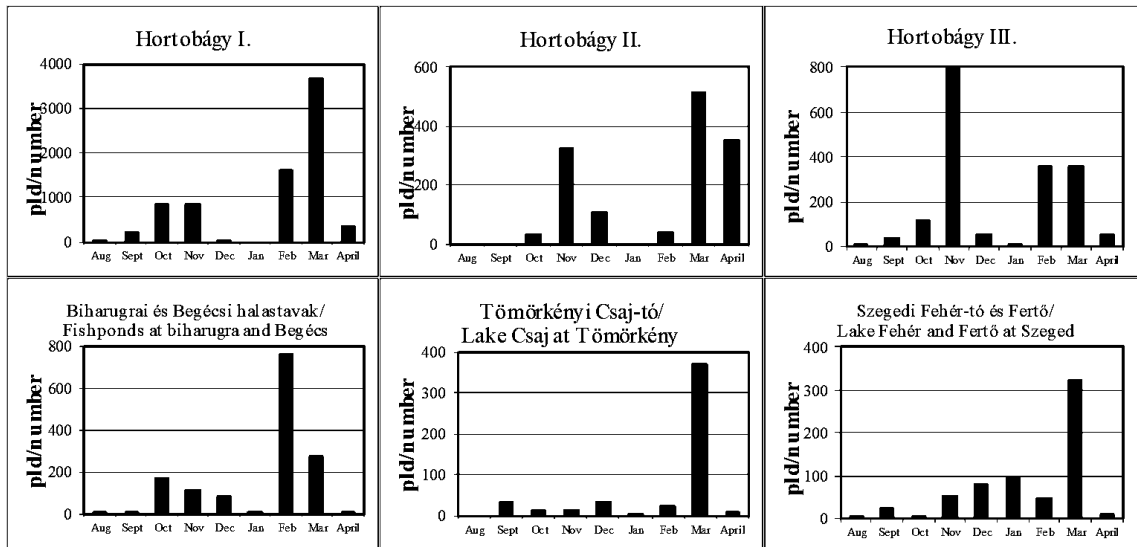 Hortobágy I.
pld/number
4000
3000
2000
1000
0
Aug Sept Oct Nov Dec Jan Feb Mar April
Hortobágy II.
pld/number
600
400
200
0
Aug Sept Oct Nov Dec Jan Feb Mar April
Hortobágy III.
pld/number
800
600
400
200
0
Aug Sept Oct Nov Dec Jan Feb Mar April
Biharugrai és Begécsi halastavak/
Fishponds at biharugra and Begécs
pld/number
800
600
400
200
0
Aug Sept Oct Nov Dec Jan Feb Mar April
Tömörkényi Csaj-tó/
Lake Csaj at Tömörkény
pld/number
400
300
200
100
0
Aug Sept Oct Nov Dec Jan Feb Mar April
Szegedi Fehér-tó és Fertő/
Lake Fehér and Fertő at Szeged
pld/number
400
300
200
100
0
Aug Sept Oct Nov Dec Jan Feb Mar April